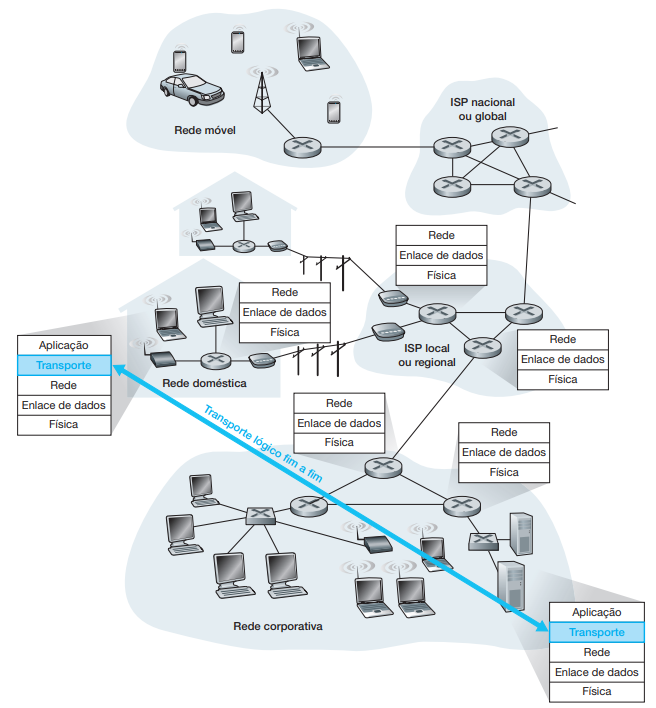 Rede móvel
ISP nacional
ou global
Rede
Enlace de dados
Física
Rede
Enlace de dados
Física
ISP local
ou regional
Rede
Enlace de dados
Física
Aplicação
Transporte
Rede
Enlace de dados
Física
Rede doméstica
Transporte lógico fim a fim
Rede
Enlace de dados
Física
Rede
Enlace de dados
Física
Rede corporativa
Aplicação
Transporte
Rede
Enlace de dados
Física